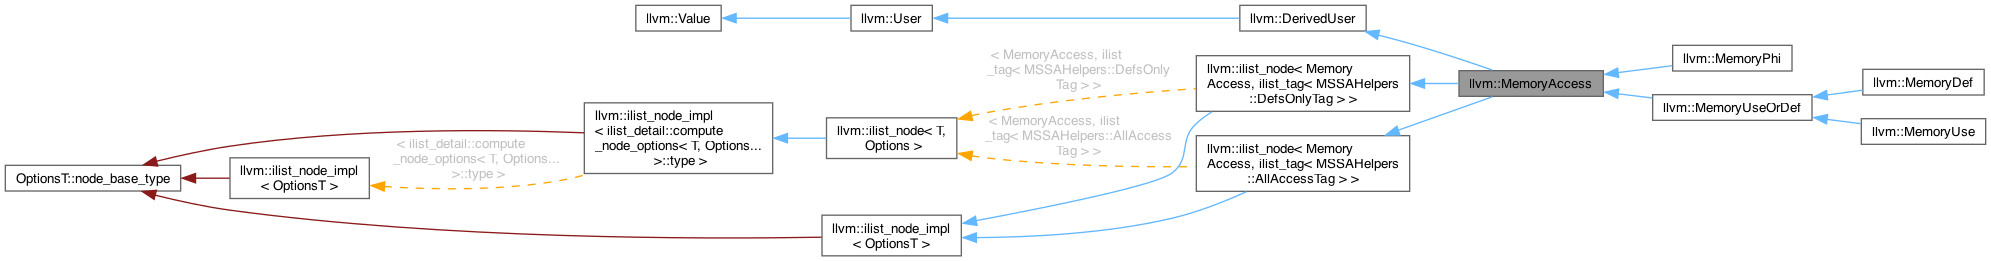 llvm::Value
llvm::User
llvm::DerivedUser
< MemoryAccess, ilist
_tag< MSSAHelpers::DefsOnly
Tag > >
llvm::ilist_node< Memory
Access, ilist_tag< MSSAHelpers
::DefsOnlyTag > >
llvm::MemoryAccess
llvm::MemoryPhi
llvm::MemoryDef
llvm::MemoryUseOrDef
llvm::MemoryUse
llvm::ilist_node_impl
< ilist_detail::compute
_node_options< T, Options...
>::type >
llvm::ilist_node< T,
Options >
< MemoryAccess, ilist
_tag< MSSAHelpers::AllAccess
Tag > >
llvm::ilist_node< Memory
Access, ilist_tag< MSSAHelpers
::AllAccessTag > >
< ilist_detail::compute
_node_options< T, Options...
>::type >
OptionsT::node_base_type
llvm::ilist_node_impl
< OptionsT >
llvm::ilist_node_impl
< OptionsT >